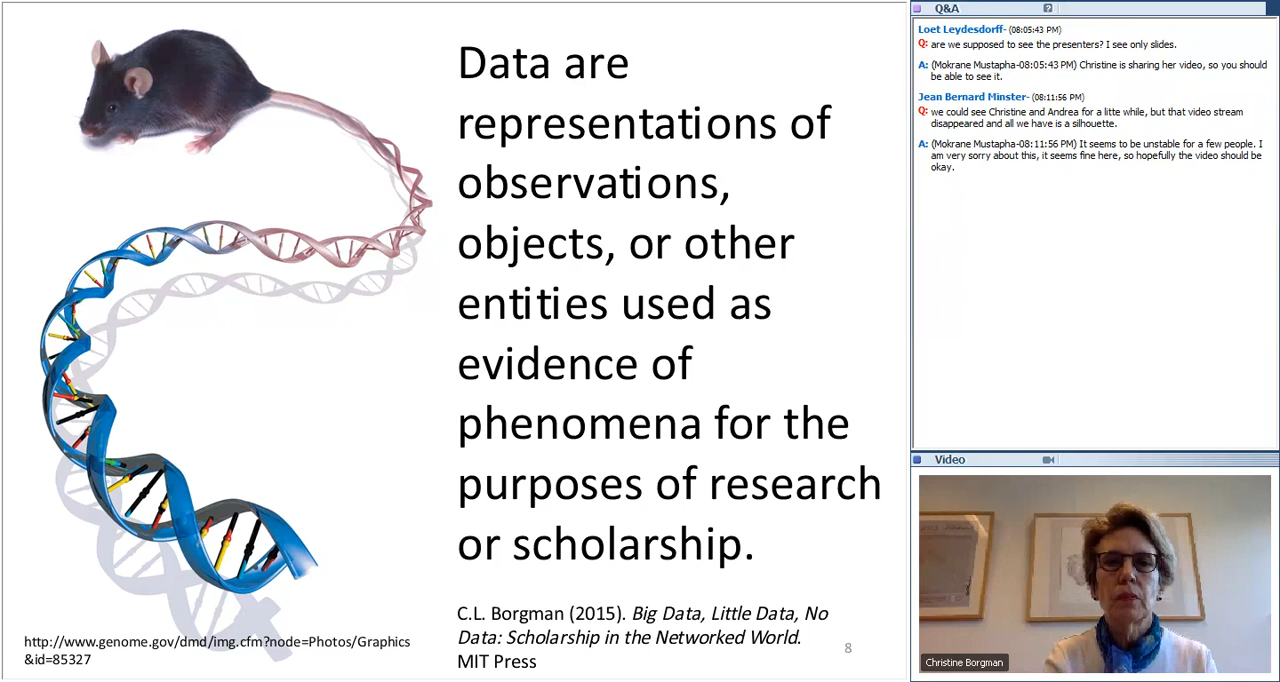 Data are
representations of
observations,
objects, or other
entities used as
evidence of
phenomena for the
purposes of research
or scholarship.
C.L. Borgman (2015). Big Data, Little Data, No
Data: Scholarship in the Networked World.
MIT Press
8
http://www.genome.gov/dmd/img.cfm?node=Photos/Graphics
&id=85327
Q&A
?
Loet Leydesdorff- (08:05:43 PM)
Q: are we supposed to see the presenters? I see only slides.
A: (Mokrane Mustapha-08:05:43 PM) Christine is sharing her video, so you should
be able to see it.
Jean Bernard Minster- (08:11:56 PM)
Q: we could see Christine and Andrea for a litte while, but that video stream
disappeared and all we have is a silhouette.
A: (Mokrane Mustapha-08:11:56 PM) It seems to be unstable for a few people. I
am very sorry about this, it seems fine here, so hopefully the video should be
okay.
Video
Christine Borgman